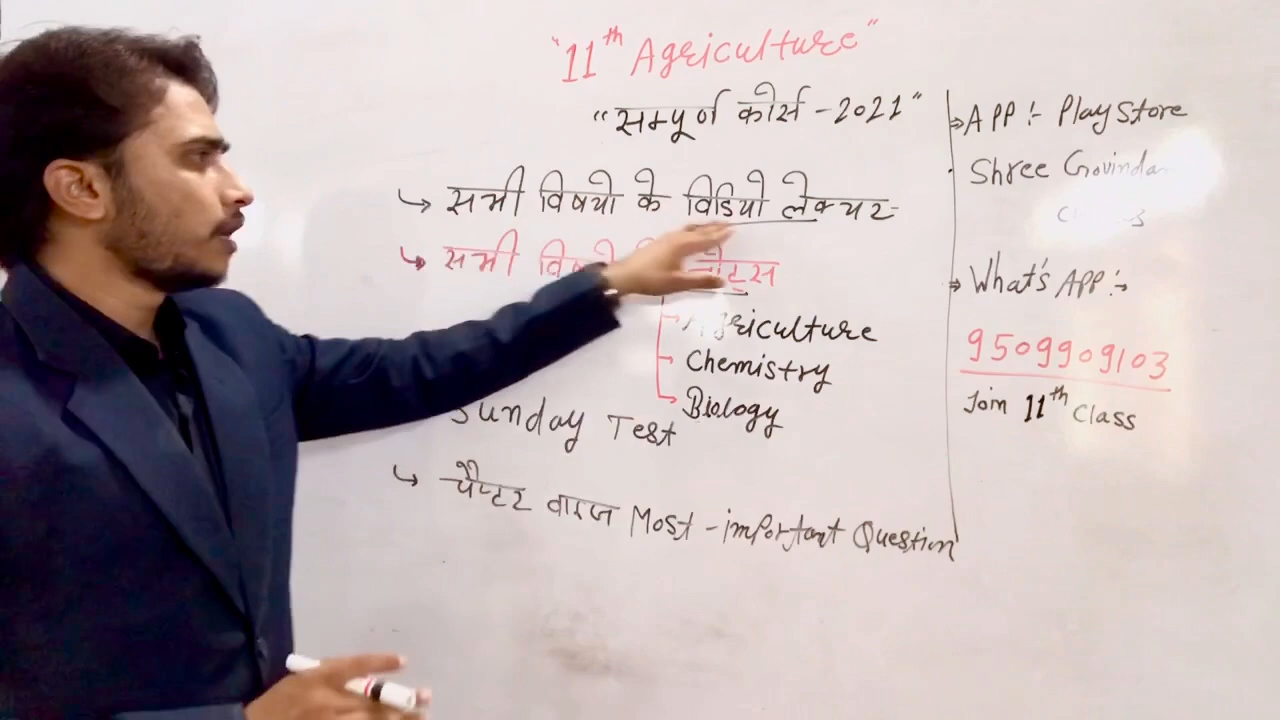 "11th Agriculture"
"सम्पूर्ण कोर्स - 2021"
↳ सभी विषयो के विडियो लेक्चर
↳ सभी नोट्स
Agriculture
Chemistry
Biology
Sunday Test
↳ चैप्टर वाइज Most-important Question
⇒ APP :- Play Store
Shree Govindam
⇒ What's APP :-
9509909103
Join 11th Class